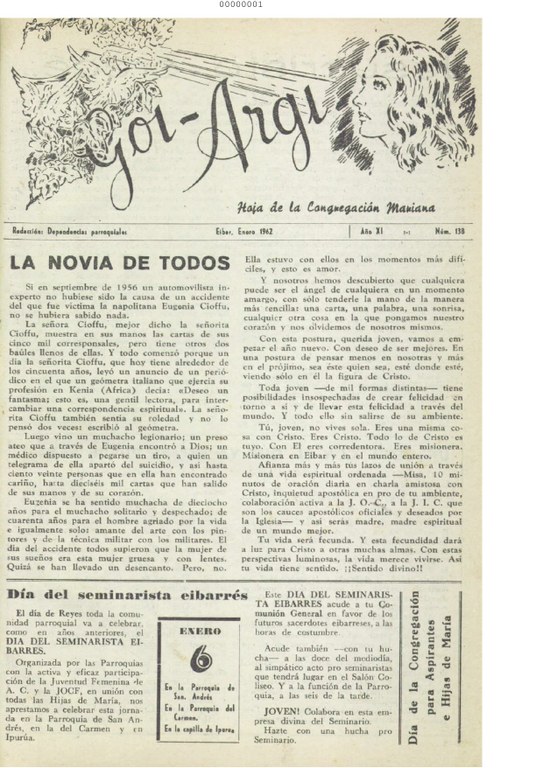 00000001
Goi-Argi
Hoja de la Congregación Mariana
Redacción: Dependencias parroquiales
Eibar, Enero 1962
Año XI :-: Núm. 138
LA NOVIA DE TODOS
Si en septiembre de 1956 un automovilista in-
experto no hubiese sido la causa de un accidente
del que fue víctima la napolitana Eugenia Cioffu,
no se hubiera sabido nada.
La señora Cioffu, mejor dicho la señorita
Cioffu, muestra en sus manos las cartas de sus
cinco mil corresponsales, pero tiene otros dos
baúles llenos de ellas. Y todo comenzó porque un
día la señorita Cioffu, que hoy tiene alrededor de
los cincuenta años, leyó un anuncio de un perió-
dico en el que un geómetra italiano que ejercía su
profesión en Kenia (Africa) decía: «Deseo un
fantasma; esto es, una gentil lectora, para inter-
cambiar una correspondencia espiritual». La seño-
rita Cioffu también sentía su soledad y no lo
pensó dos veces: escribió al geómetra.
Luego vino un muchacho legionario; un preso
ateo que a través de Eugenia encontró a Dios; un
médico dispuesto a pegarse un tiro, a quien un
telegrama de ella apartó del suicidio, y así hasta
ciento veinte personas que en ella han encontrado
cariño, hasta dieciséis mil cartas que han salido
de sus manos y de su corazón.
Eugenia se ha sentido muchacha de dieciocho
años para el muchacho solitario y despechado; de
cuarenta años para el hombre agriado por la vida
e igualmente solo; amante del arte con los pin-
tores y de la técnica militar con los militares. El
día del accidente todos supieron que la mujer de
sus sueños era esta mujer gruesa y con lentes.
Quizá se han llevado un desencanto. Pero, no.
Ella estuvo con ellos en los momentos más difí-
ciles, y esto es amor.
Y nosotros hemos descubierto que cualquiera
puede ser el ángel de cualquiera en un momento
amargo, con sólo tenderle la mano de la manera
más sencilla: una carta, una palabra, una sonrisa,
cualquier otra cosa en la que pongamos nuestro
corazón y nos olvidemos de nosotros mismos.
Con esta postura, querida joven, vamos a em-
pezar el año nuevo. Con deseo de ser mejores. En
una postura de pensar menos en nosotras y más
en el prójimo, sea éste quien sea, esté donde esté,
viendo sólo en él la figura de Cristo.
Toda joven —de mil formas distintas— tiene
posibilidades insospechadas de crear felicidad en
torno a sí y de llevar esta felicidad a través del
mundo. Y todo ello sin salirse de su ambiente.
Tú, joven, no vives sola. Eres una misma co-
sa con Cristo. Eres Cristo. Todo lo de Cristo es
tuyo. Con El eres corredentora. Eres misionera.
Misionera en Eibar y en el mundo entero.
Afianza más y más tus lazos de unión a través
de una vida espiritual ordenada —Misa, 10 mi-
nutos de oración diaria en charla amistosa con
Cristo, inquietud apostólica en pro de tu ambiente,
colaboración activa a la J. O. C., a la J. I. C. que
son los cauces apostólicos oficiales y deseados por
la Iglesia— y así serás madre, madre espiritual
de un mundo mejor.
Tu vida será fecunda. Y esta fecundidad dará
a luz para Cristo a otras muchas almas. Con estas
perspectivas luminosas, la vida merece vivirse. Así
tu vida tiene sentido. ¡¡Sentido divino!!
Día del seminarista eibarrés
El día de Reyes toda la comu-
nidad parroquial va a celebrar,
como en años anteriores, el
DIA DEL SEMINARISTA EI-
BARRES.
Organizada por las Parroquias
con la activa y eficaz participa-
ción de la Juventud Femenina de
A. C. y la JOCF, en unión con
todas las Hijas de María, nos
aprestamos a celebrar esta jorna-
da en la Parroquia de San An-
drés, en la del Carmen y en
Ipurúa.
ENERO
6
En la Parroquia de
San. Andrés
En la Parroquia del
Carmen.
En la capilla de Ipurua
Este DIA DEL SEMINARIS-
TA EIBARRES acude a tu Co-
munión General en favor de los
futuros sacerdotes eibarreses, a las
horas de costumbre.
Acude también —con tu hu-
cha— a las doce del mediodía,
al simpático acto pro seminaristas
que tendrá lugar en el Salón Co-
liseo. Y a la función de la Parro-
quia, a las seis de la tarde.
JOVEN! Colabora en esta em-
presa divina del Seminario.
Hazte con una hucha pro
Seminario.
Día de la Congregación
para Aspirantes
e Hijas de María